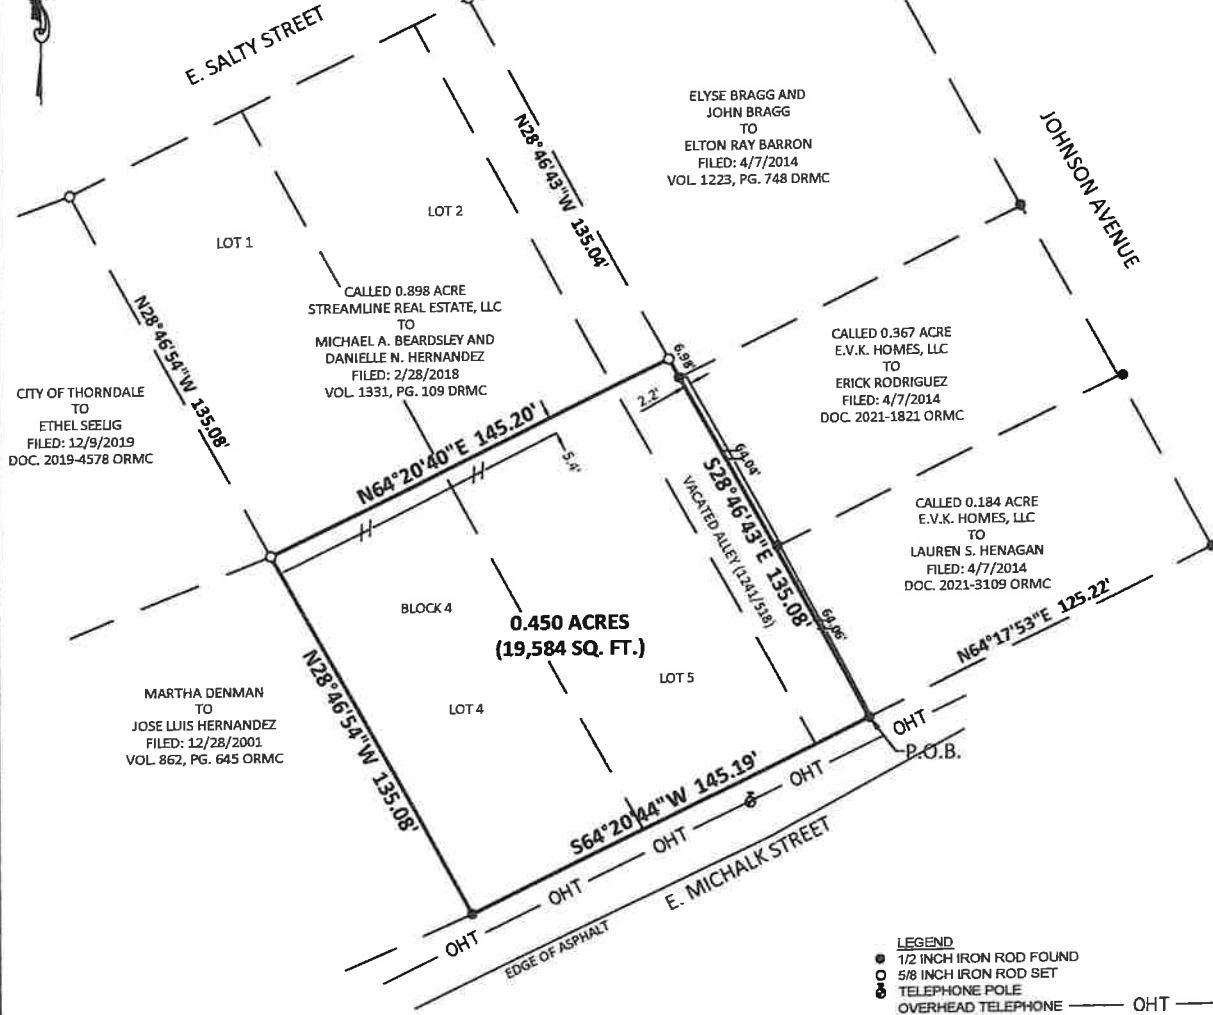 E. SALTY STREET
JOHNSON AVENUE
ELYSE BRAGG AND
JOHN BRAGG
TO
ELTON RAY BARRON
FILED: 4/7/2014
VOL. 1223, PG. 748 DRMC
N28°46'43"W 135.04'
LOT 2
LOT 1
N28°46'54"W 135.08'
CALLED 0.898 ACRE
STREAMLINE REAL ESTATE, LLC
TO
MICHAEL A. BEARDSLEY AND
DANIELLE N. HERNANDEZ
FILED: 2/28/2018
VOL. 1331, PG. 109 DRMC
CITY OF THORNDALE
TO
ETHEL SEELIG
FILED: 12/9/2019
DOC. 2019-4578 ORMC
CALLED 0.367 ACRE
E.V.K. HOMES, LLC
TO
ERICK RODRIGUEZ
FILED: 4/7/2014
DOC. 2021-1821 ORMC
6.98'
2.2'
N64°20'40"E 145.20'
5.4'
64.04'
S28°46'43"E 135.08'
VACATED ALLEY (1241/518)
CALLED 0.184 ACRE
E.V.K. HOMES, LLC
TO
LAUREN S. HENAGAN
FILED: 4/7/2014
DOC. 2021-3109 ORMC
64.06'
N64°17'53"E 125.22'
BLOCK 4
0.450 ACRES
(19,584 SQ. FT.)
LOT 5
LOT 4
N28°46'54"W 135.08'
MARTHA DENMAN
TO
JOSE LUIS HERNANDEZ
FILED: 12/28/2001
VOL. 862, PG. 645 ORMC
OHT
P.O.B.
OHT
S64°20'44"W 145.19'
OHT
OHT
OHT
E. MICHALK STREET
EDGE OF ASPHALT
LEGEND
1/2 INCH IRON ROD FOUND
5/8 INCH IRON ROD SET
TELEPHONE POLE
OVERHEAD TELEPHONE OHT